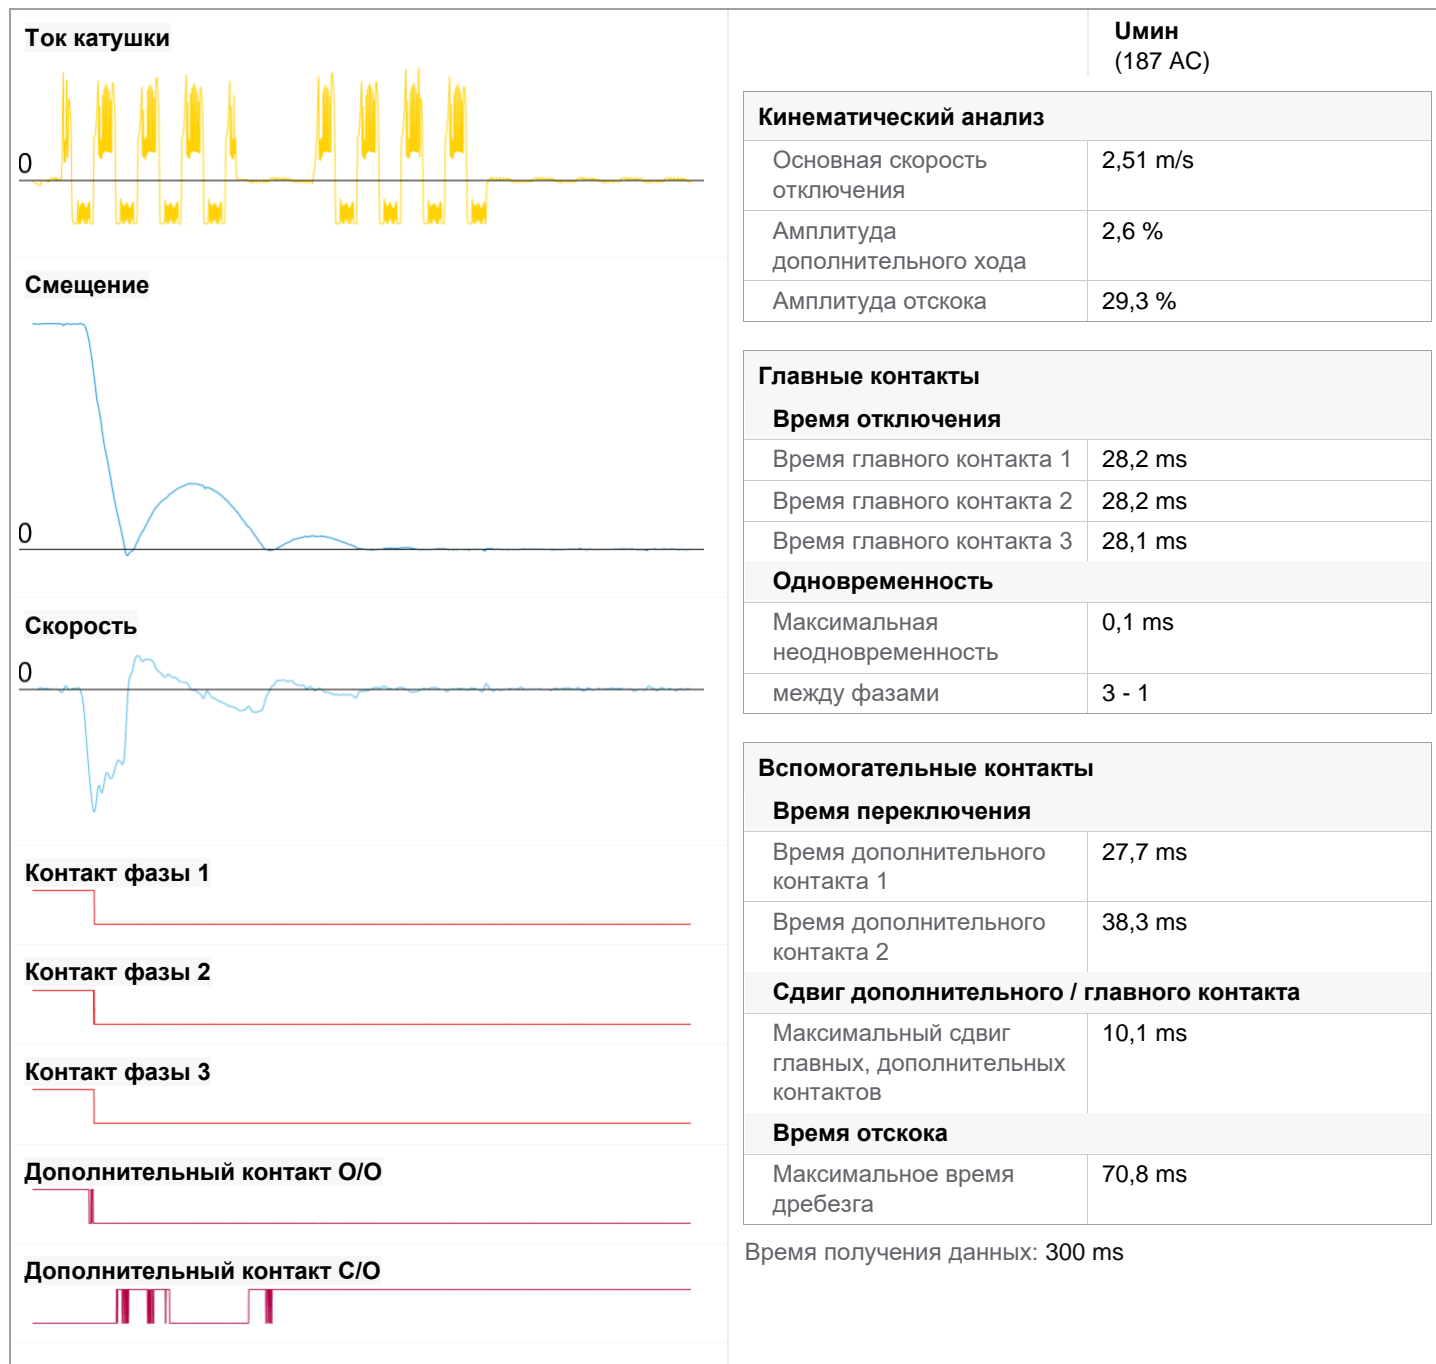 Ток катушки
0
Смещение
0
Скорость
0
Контакт фазы 1
Контакт фазы 2
Контакт фазы 3
Дополнительный контакт O/O
Дополнительный контакт C/O
Uмин
(187 AC)
Кинематический анализ
Основная скорость 2,51 m/s
отключения
Амплитуда 2,6 %
дополнительного хода
Амплитуда отскока 29,3 %
Главные контакты
Время отключения
Время главного контакта 1 28,2 ms
Время главного контакта 2 28,2 ms
Время главного контакта 3 28,1 ms
Одновременность
Максимальная 0,1 ms
неодновременность
между фазами 3 - 1
Вспомогательные контакты
Время переключения
Время дополнительного 27,7 ms
контакта 1
Время дополнительного 38,3 ms
контакта 2
Сдвиг дополнительного / главного контакта
Максимальный сдвиг 10,1 ms
главных, дополнительных
контактов
Время отскока
Максимальное время 70,8 ms
дребезга
Время получения данных: 300 ms